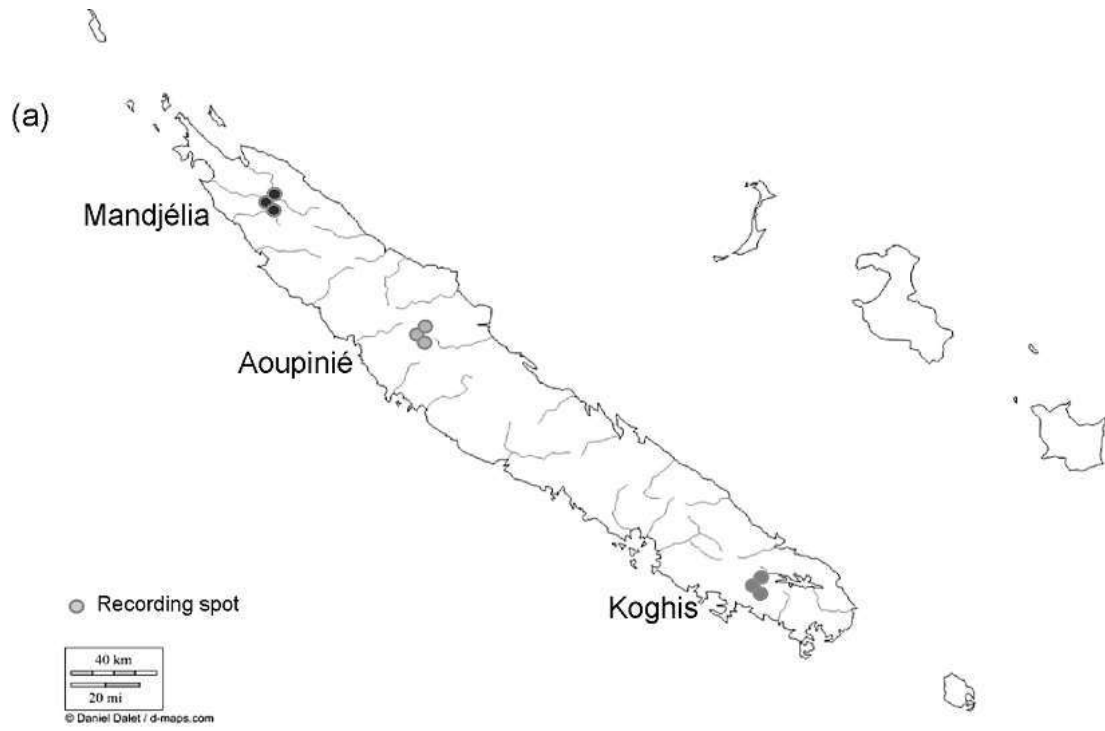 (a)
Mandjélia
Aoupinié
Koghis
Recording spot
40 km
20 mi
© Daniel Dalet / d-maps.com